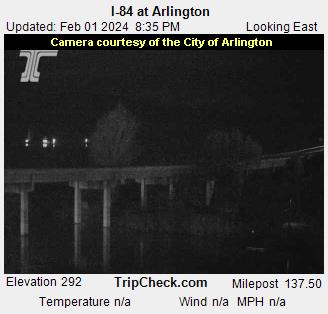 I-84 at Arlington
Updated: Feb 01 2024 8:35 PM Looking East
Camera courtesy of the City of Arlington
Elevation 292 TripCheck.com Milepost 137.50
Temperature n/a Wind n/a MPH n/a